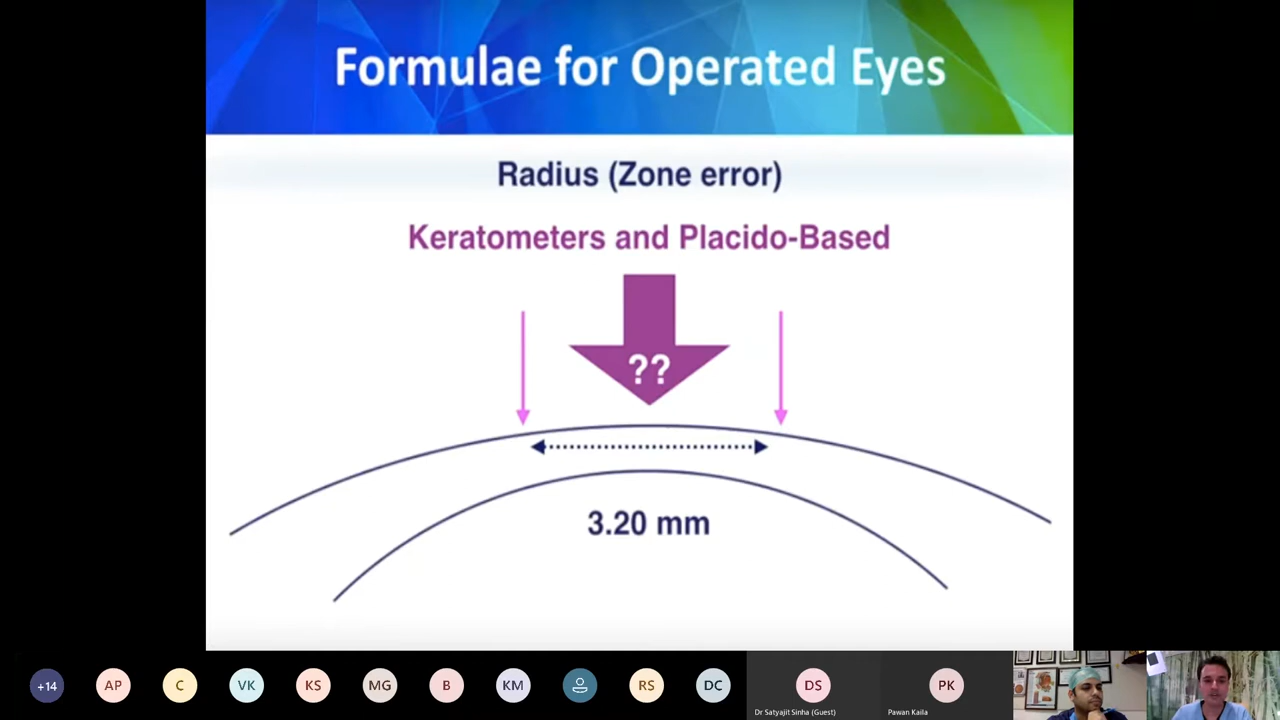 Formulae for Operated Eyes
Radius (Zone error)
Keratometers and Placido-Based
??
3.20 mm
+14
AP
C
VK
KS
MG
B
KM
RS
DC
DS
PK
Dr Satyajit Sinha (Guest)
Pawan Kaila